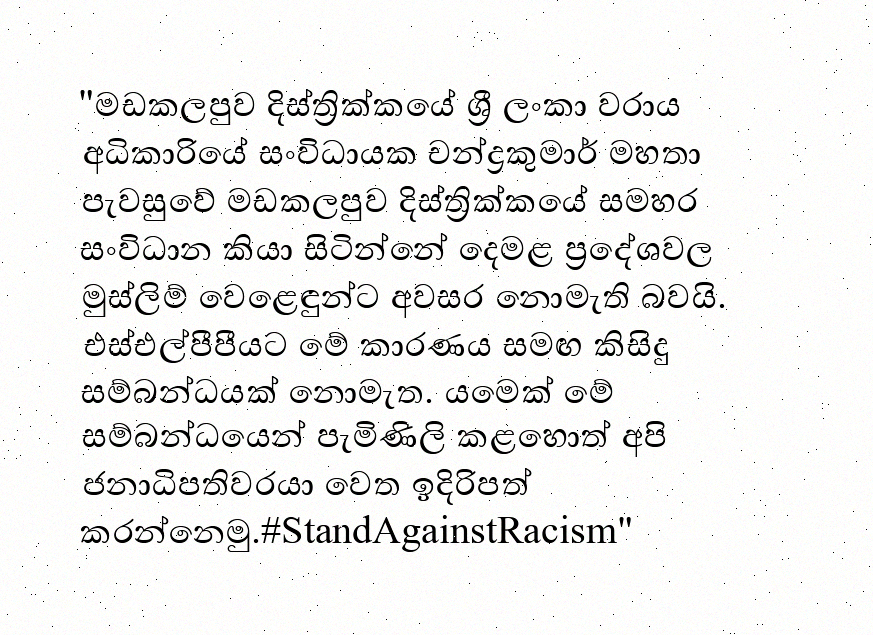 "මඩකලපුව දිස්ත්‍රික්කයේ ශ්‍රී ලංකා වරාය
අධිකාරියේ සංවිධායක චන්ද්‍රකුමාර් මහතා
පැවසුවේ මඩකලපුව දිස්ත්‍රික්කයේ සමහර
සංවිධාන කියා සිටින්නේ දෙමළ ප්‍රදේශවල
මුස්ලිම් වෙළෙඳුන්ට අවසර නොමැති බවයි.
එස්එල්පීපීයට මේ කාරණය සමඟ කිසිදු
සම්බන්ධයක් නොමැත. යමෙක් මේ
සම්බන්ධයෙන් පැමිණිලි කළහොත් අපි
ජනාධිපතිවරයා වෙත ඉදිරිපත්
කරන්නෙමු.#StandAgainstRacism"